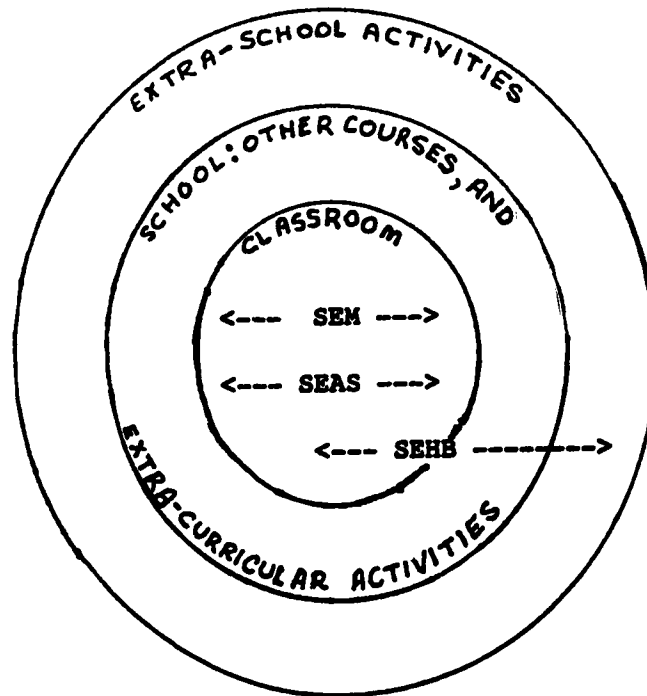 EXTRA-SCHOOL ACTIVITIES
SCHOOL: OTHER COURSES, AND
CLASSROOM
<--- SEM --->
<--- SEAS --->
<--- SEHB ------->
EXTRA-CURRICULAR ACTIVITIES